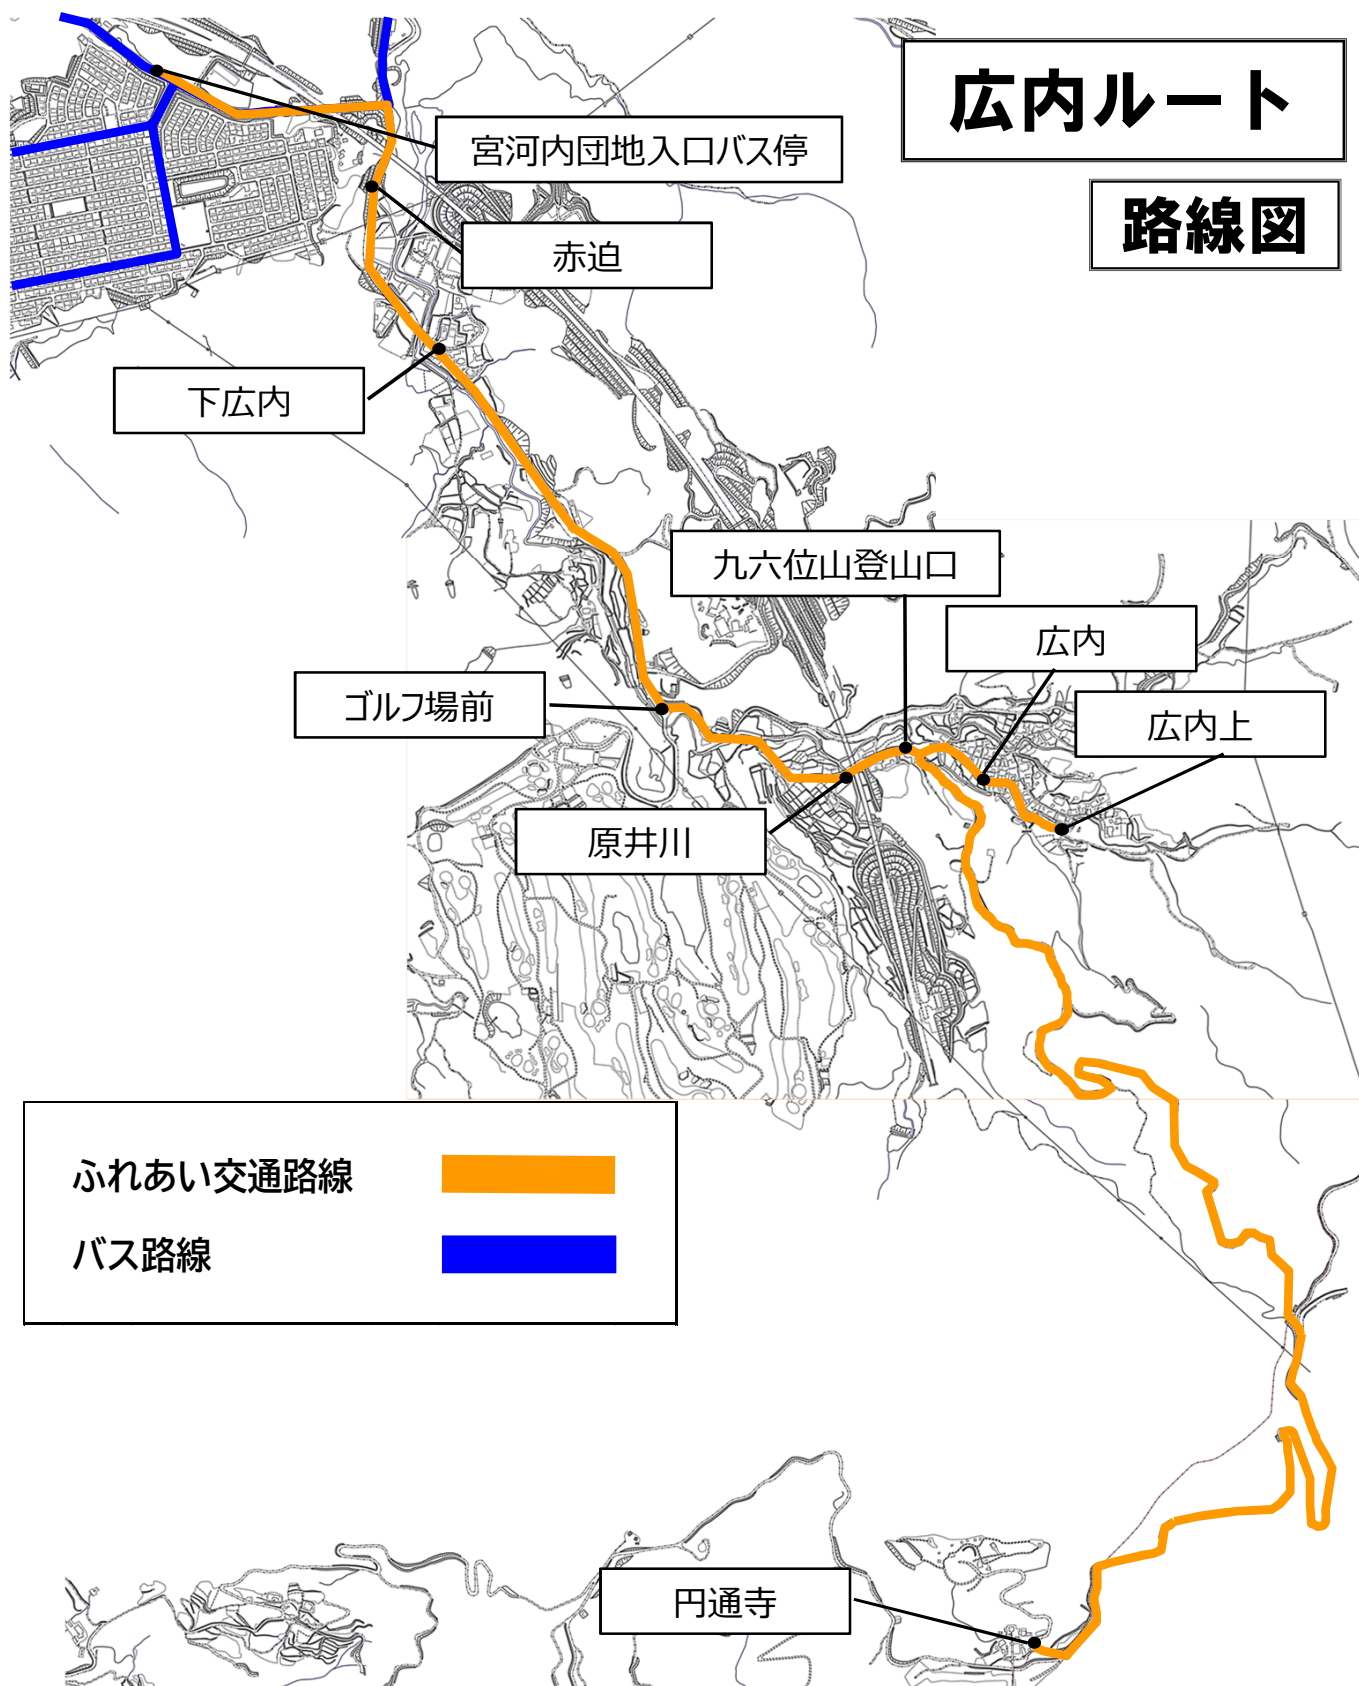 広内ルート
路線図
宮河内団地入口バス停
赤迫
下広内
九六位山登山口
広内
広内上
ゴルフ場前
原井川
ふれあい交通路線
バス路線
円通寺